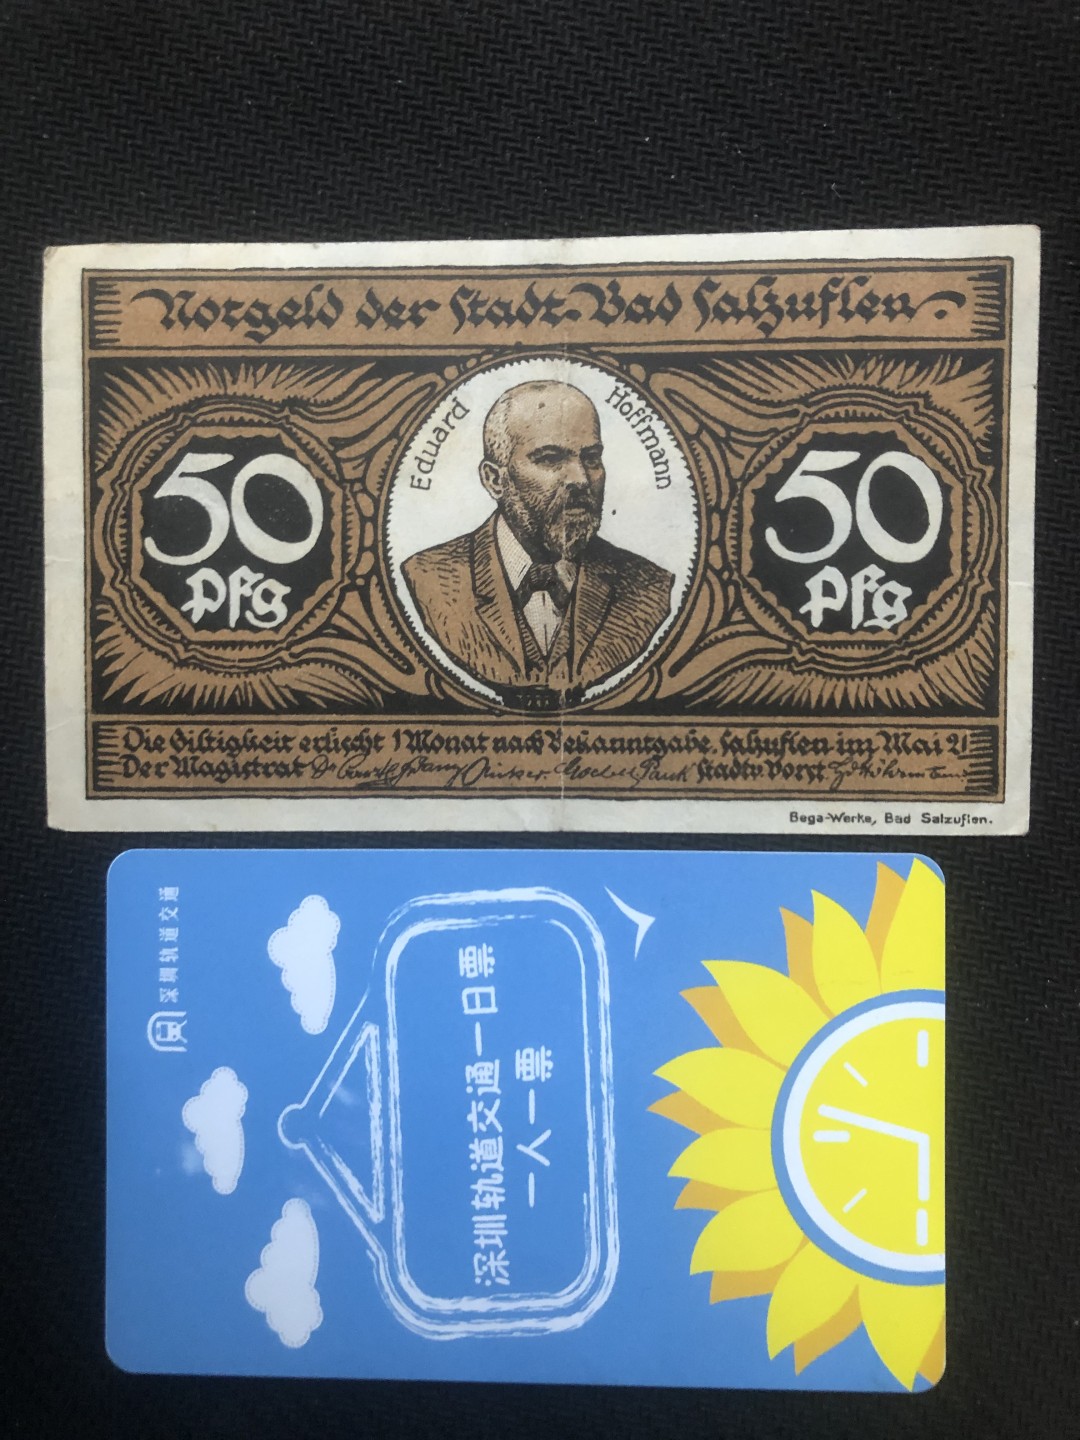 Notgeld der Stadt Bad Salzuflen
Eduard Hoffmann
50
Pfg
50
Pfg
Die Giltigkeit erlischt 1 Monat nach Bekanntgabe. Salzuflen im Mai 21
Der Magistrat Stadtv. Vorst.
Bega-Werke, Bad Salzuflen.
深圳轨道交通
深圳轨道交通一日票
一人一票